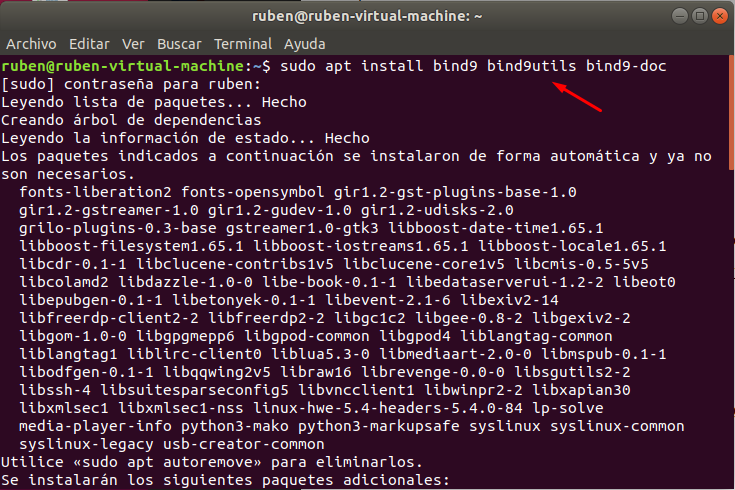 ruben@ruben-virtual-machine: ~
Archivo Editar Ver Buscar Terminal Ayuda
ruben@ruben-virtual-machine:~$ sudo apt install bind9 bind9utils bind9-doc
[sudo] contraseña para ruben:
Leyendo lista de paquetes... Hecho
Creando árbol de dependencias
Leyendo la información de estado... Hecho
Los paquetes indicados a continuación se instalaron de forma automática y ya no
son necesarios.
fonts-liberation2 fonts-opensymbol gir1.2-gst-plugins-base-1.0
gir1.2-gstreamer-1.0 gir1.2-gudev-1.0 gir1.2-udisks-2.0
grilo-plugins-0.3-base gstreamer1.0-gtk3 libboost-date-time1.65.1
libboost-filesystem1.65.1 libboost-iostreams1.65.1 libboost-locale1.65.1
libcdr-0.1-1 libclucene-contribs1v5 libclucene-core1v5 libcmis-0.5-5v5
libcolamd2 libdazzle-1.0-0 libe-book-0.1-1 libedataserverui-1.2-2 libeot0
libepubgen-0.1-1 libetonyek-0.1-1 libevent-2.1-6 libexiv2-14
libfreerdp-client2-2 libfreerdp2-2 libgc1c2 libgee-0.8-2 libgexiv2-2
libgom-1.0-0 libgpgmepp6 libgpod-common libgpod4 liblangtag-common
liblangtag1 liblirc-client0 liblua5.3-0 libmediaart-2.0-0 libmspub-0.1-1
libodfgen-0.1-1 libqqwing2v5 libraw16 librevenge-0.0-0 libsgutils2-2
libssh-4 libsuitesparseconfig5 libvncclient1 libwinpr2-2 libxapian30
libxmlsec1 libxmlsec1-nss linux-hwe-5.4-headers-5.4.0-84 lp-solve
media-player-info python3-mako python3-markupsafe syslinux syslinux-common
syslinux-legacy usb-creator-common
Utilice «sudo apt autoremove» para eliminarlos.
Se instalarán los siguientes paquetes adicionales: